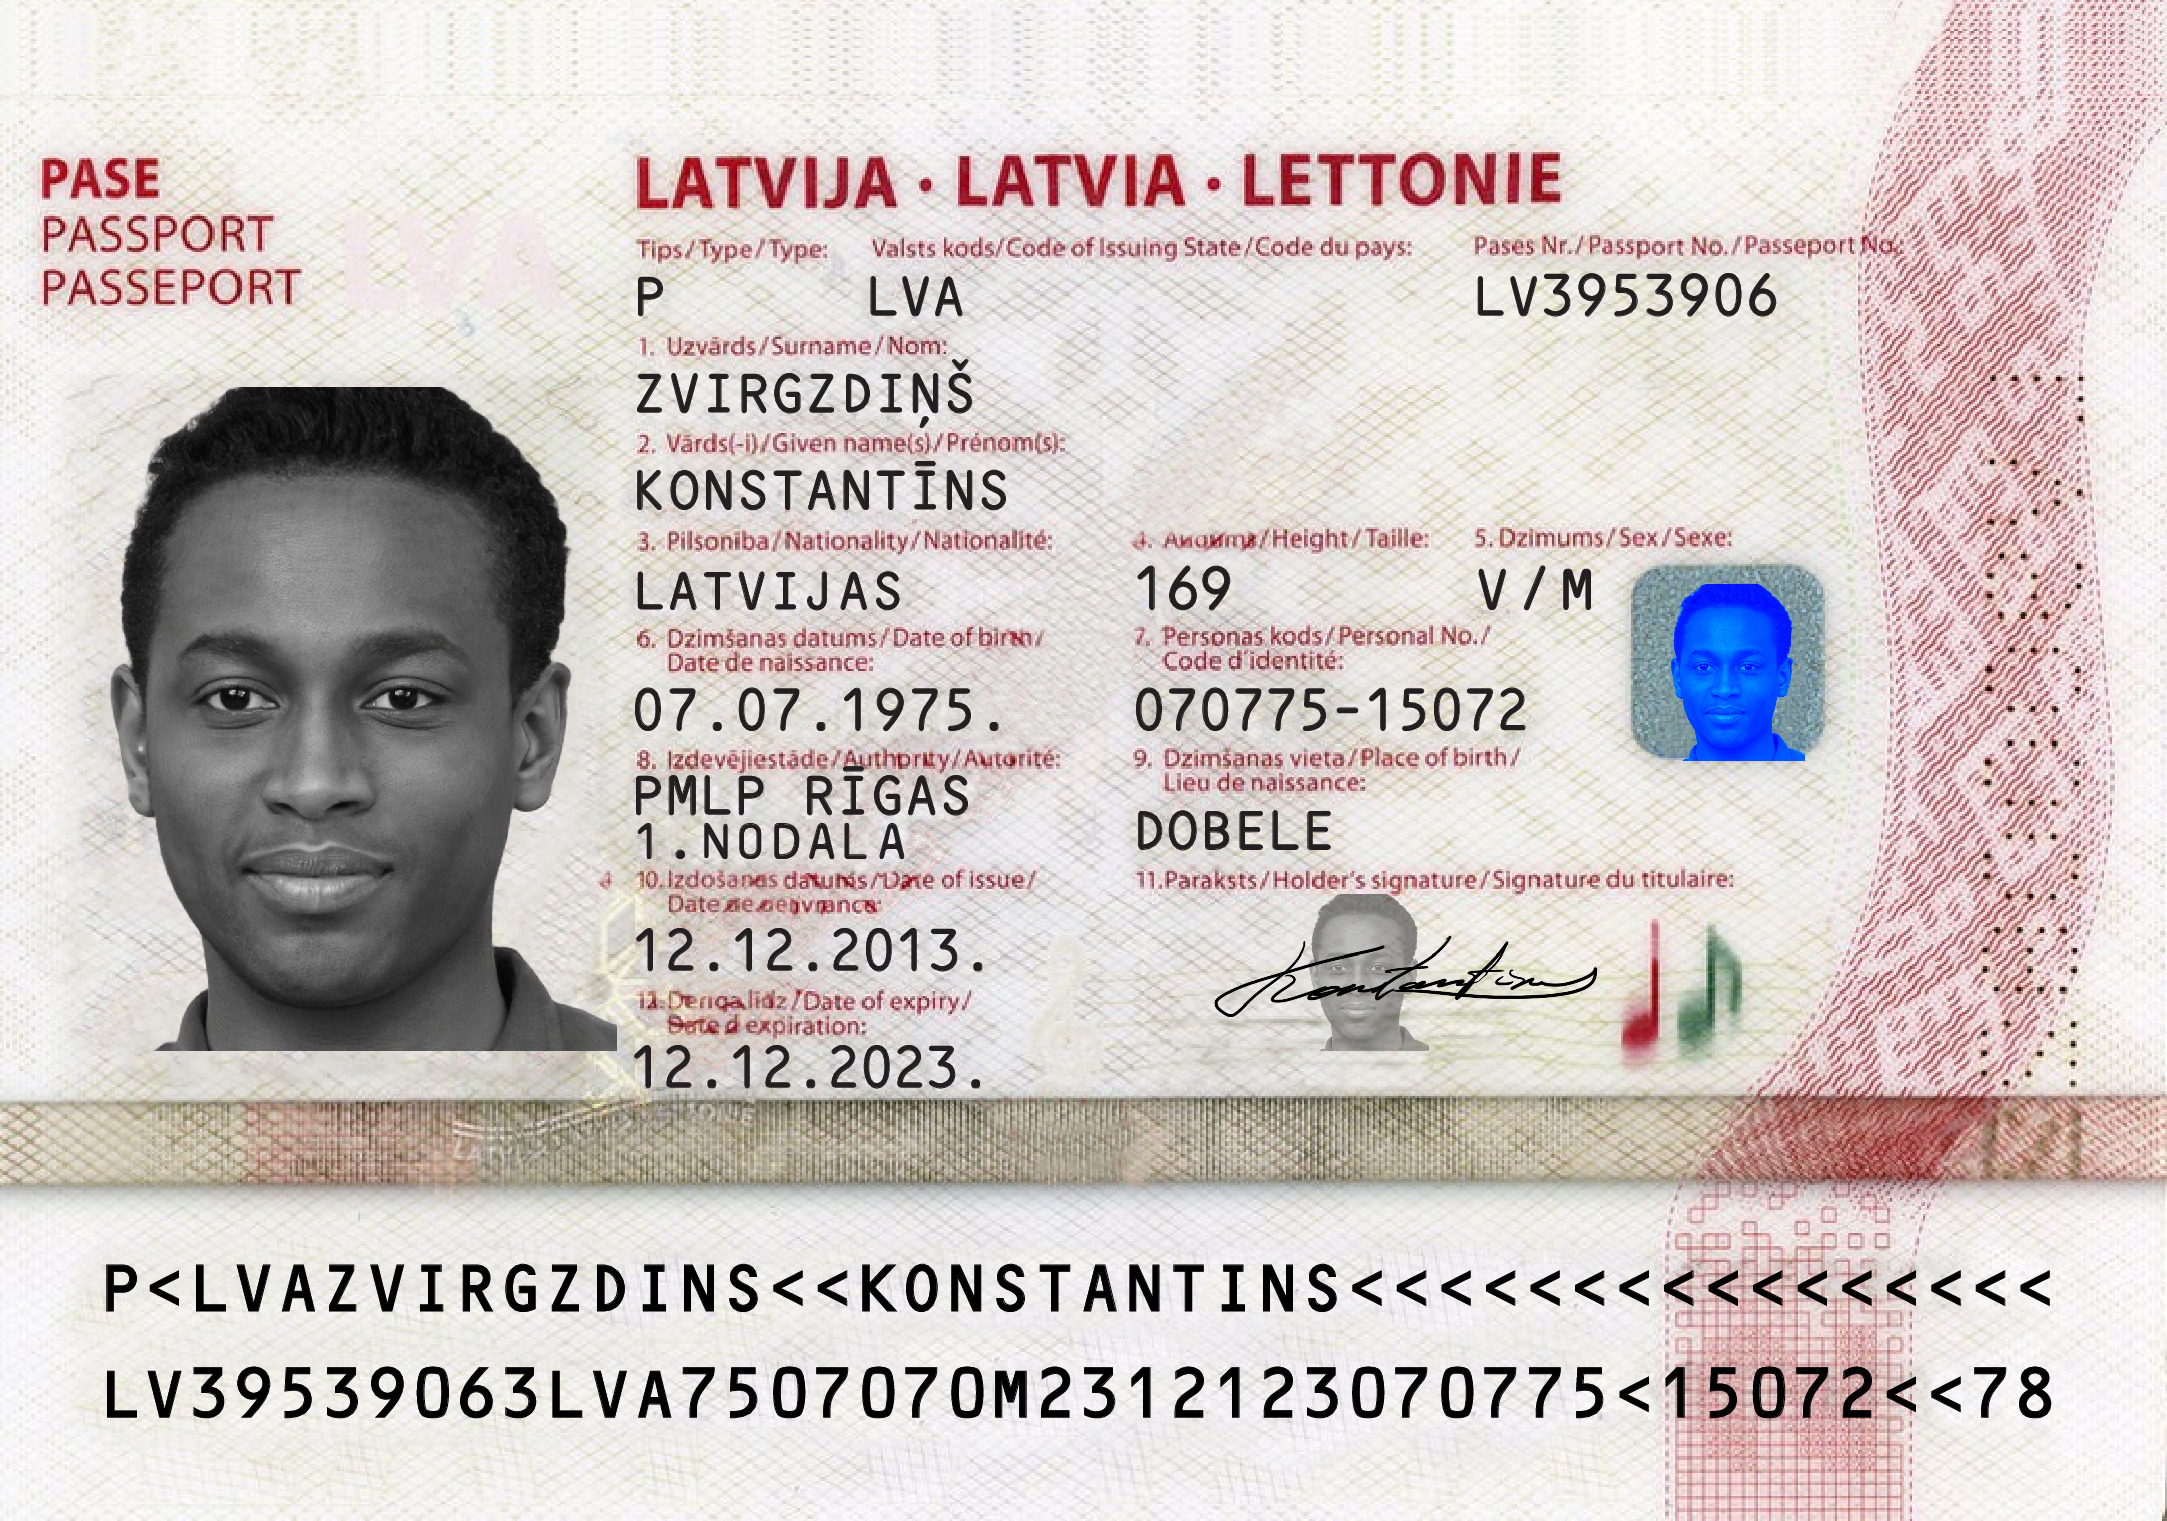 PASE
PASSPORT
PASSEPORT
LVA
LATVIJA · LATVIA · LETTONIE
Tips/Type/Type: Valsts kods/Code of Issuing State/Code du pays: Pases Nr./Passport No./Passeport No.:
P LVA LV3953906
1. Uzvārds/Surname/Nom:
ZVIRGZDIŅŠ
2. Vārds(-i)/Given name(s)/Prénom(s):
KONSTANTĪNS
3. Pilsonība/Nationality/Nationalité: 4. Augums/Height/Taille: 5. Dzimums/Sex/Sexe:
LATVIJAS 169 V/M
6. Dzimšanas datums/Date of birth/ 7. Personas kods/Personal No./
Date de naissance: Code d'identité:
07.07.1975. 070775-15072
8. Izdevējiestāde/Authority/Autorité: 9. Dzimšanas vieta/Place of birth/
Lieu de naissance:
PMLP RĪGAS
1.NODALA DOBELE
10. Izdošanas datums/Date of issue/ 11. Paraksts/Holder's signature/Signature du titulaire:
Date de délivrance:
12.12.2013. Konstantins
12. Derīga līdz/Date of expiry/
Date d'expiration:
12.12.2023.
P<LVAZVIRGZDINS<<KONSTANTINS<<<<<<<<<<<<<<<<
LV39539063LVA7507070M2312123070775<15072<<78